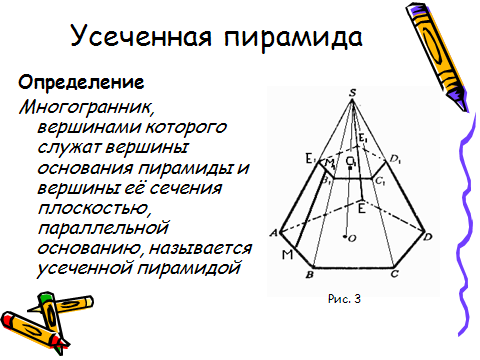 Усеченная пирамида
Определение
Многогранник,
вершинами которого
служат вершины
основания пирамиды и
вершины её сечения
плоскостью,
параллельной
основанию, называется
усеченной пирамидой
S
E₁
E₁ M₁ O₁ D₁
B₁ C₁
E
A
O D
M
B C
Рис. 3